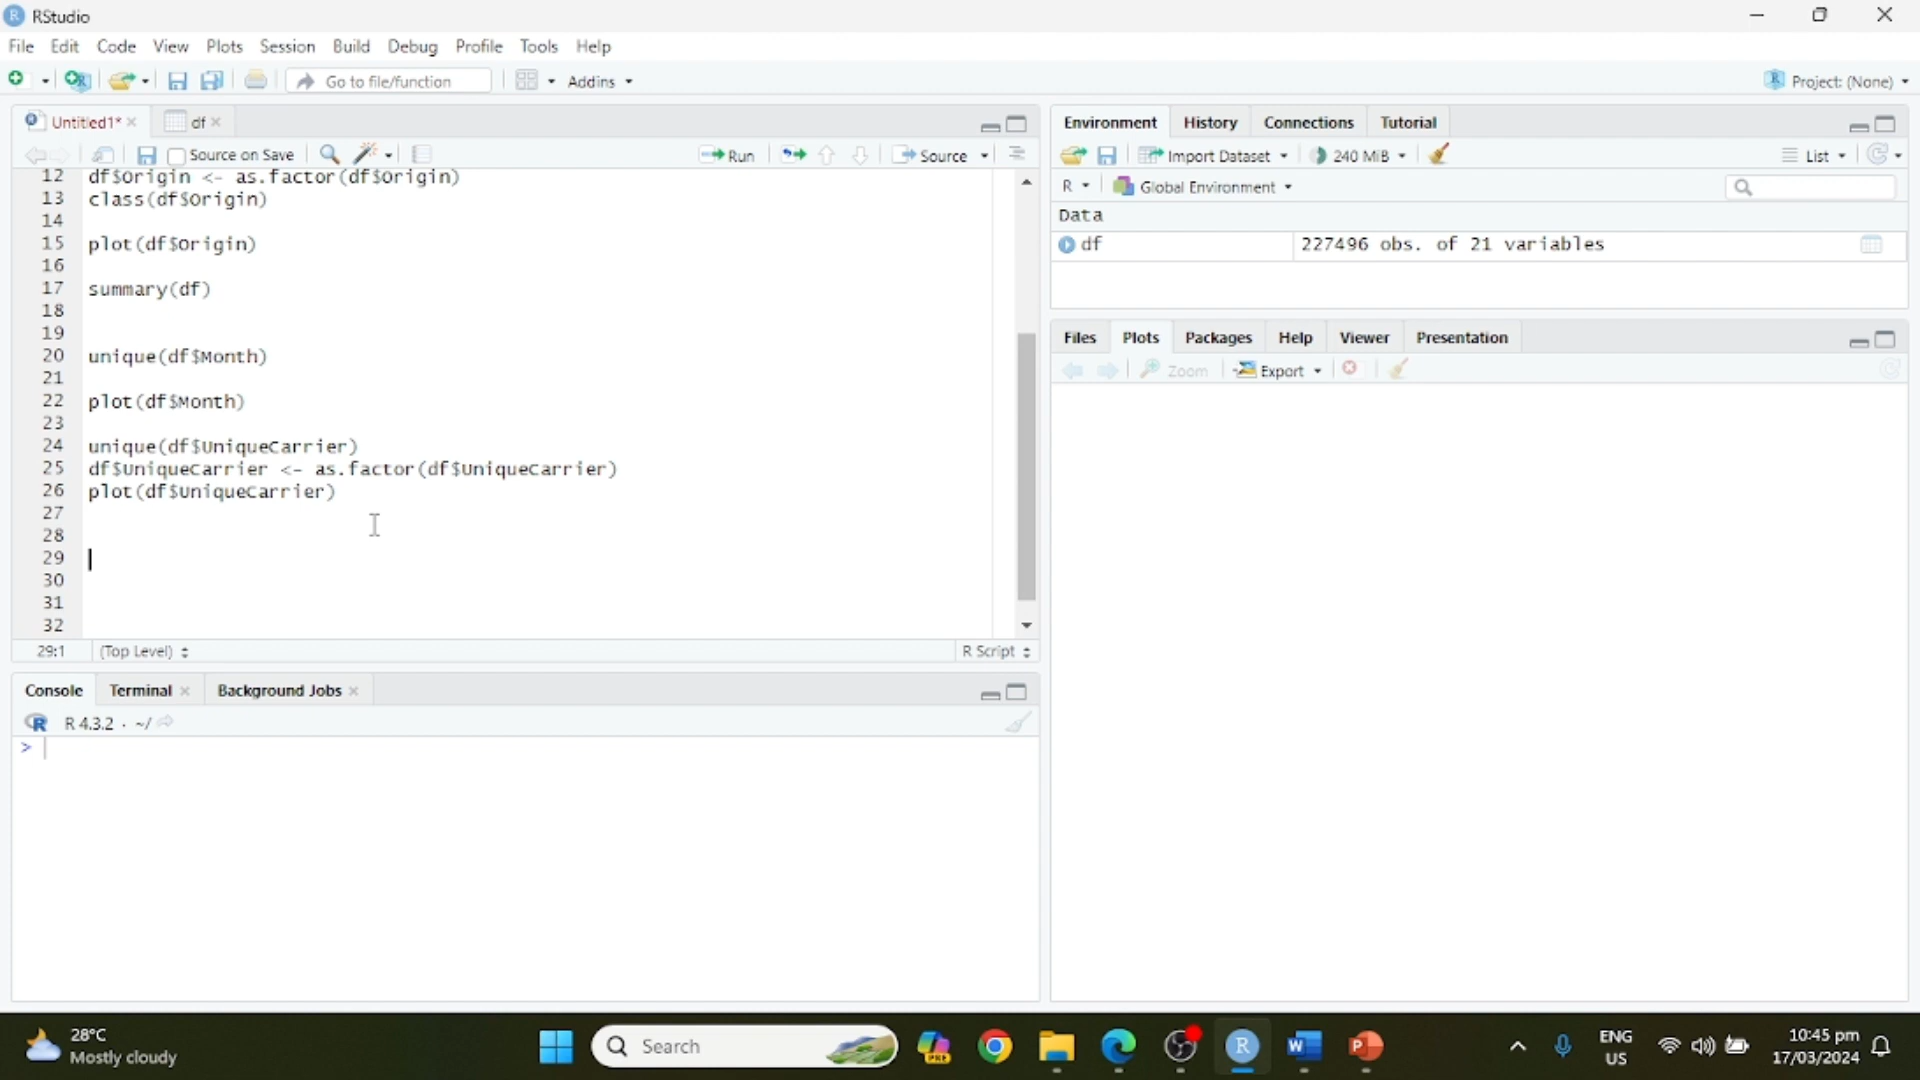 RStudio
File Edit Code View Plots Session Build Debug Profile Tools Help
Go to file/function Addins Project: (None)
Untitled1* df
Source on Save Run Source
12 df$Origin <- as.factor(df$Origin)
13 class(df$Origin)
14
15 plot(df$Origin)
16
17 summary(df)
18
19
20 unique(df$Month)
21
22 plot(df$Month)
23
24 unique(df$UniqueCarrier)
25 df$UniqueCarrier <- as.factor(df$UniqueCarrier)
26 plot(df$UniqueCarrier)
27
28
29
30
31
32
29:1 (Top Level) R Script
Console Terminal Background Jobs
R 4.3.2 · ~/
>
Environment History Connections Tutorial
Import Dataset 240 MiB List
R Global Environment
Data
df 227496 obs. of 21 variables
Files Plots Packages Help Viewer Presentation
Zoom Export
28°C
Mostly cloudy
Search
PRE
ENG
US
10:45 pm
17/03/2024